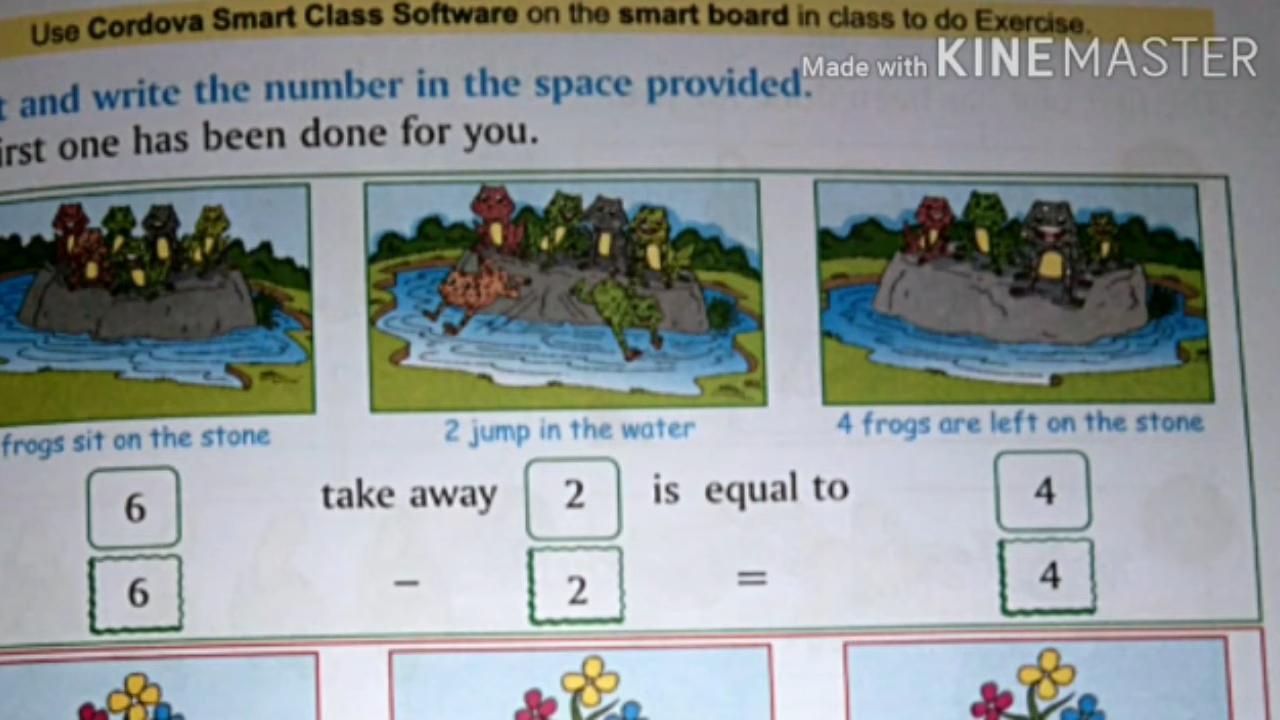 Use Cordova Smart Class Software on the smart board in class to do Exercise.
Made with KINEMASTER
and write the number in the space provided.
one has been done for you.
frogs sit on the stone
2 jump in the water
4 frogs are left on the stone
6 take away 2 is equal to 4
6 − 2 = 4